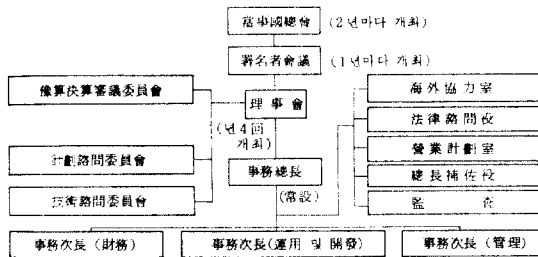 當事國總會 (2년마다 개최)
署名者會議 (1년마다 개최)
豫算決算審議委員會
理事會
(년4回
개최)
計劃諮問委員會
技術諮問委員會
事務總長
(常設)
海外協力室
法律諮問役
營業計劃室
總長補佐役
監 査
事務次長 (財務)
事務次長(運用 및 開發)
事務次長 (管理)